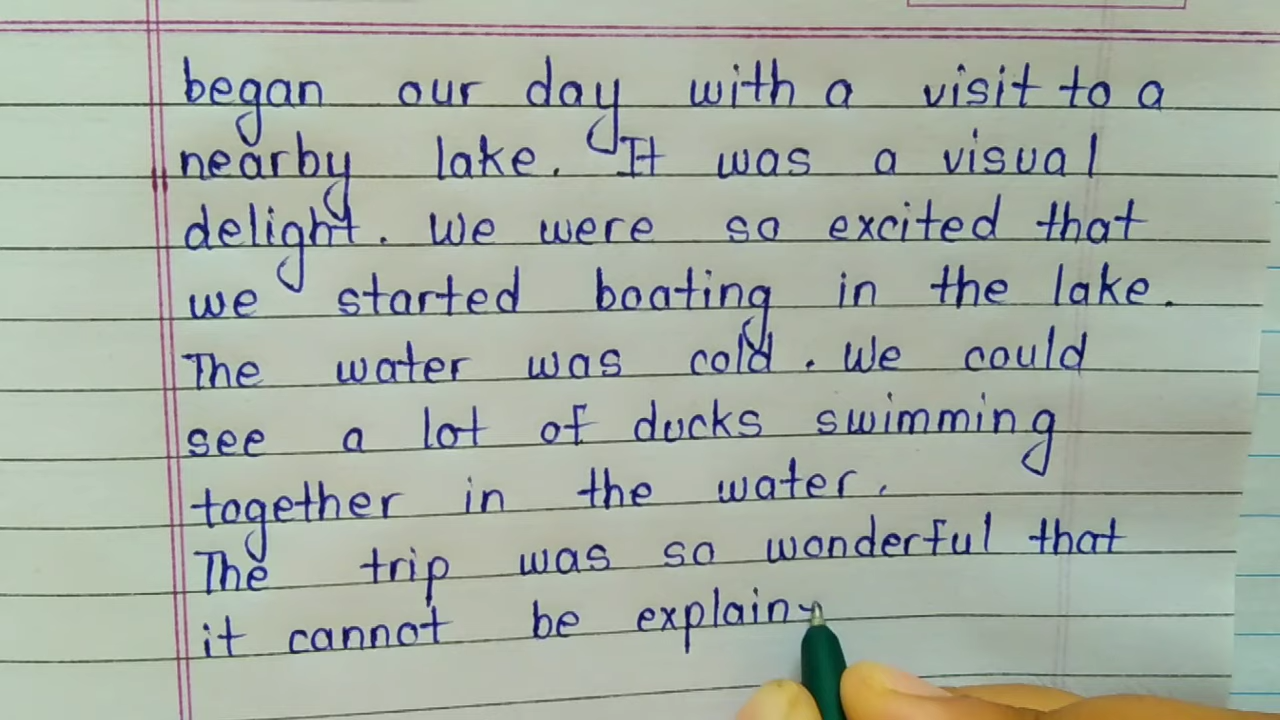 began our day with a visit to a
nearby lake. It was a visual
delight. We were so excited that
we started boating in the lake.
The water was cold. We could
see a lot of ducks swimming
together in the water.
The trip was so wonderful that
it cannot be explain